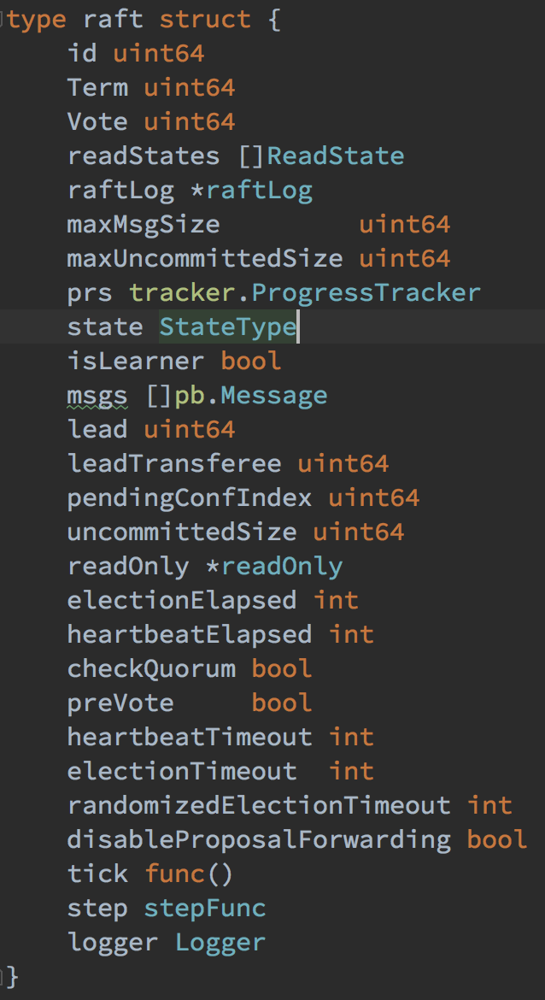 type raft struct {
id uint64
Term uint64
Vote uint64
readStates []ReadState
raftLog *raftLog
maxMsgSize         uint64
maxUncommittedSize uint64
prs tracker.ProgressTracker
state StateType
isLearner bool
msgs []pb.Message
lead uint64
leadTransferee uint64
pendingConfIndex uint64
uncommittedSize uint64
readOnly *readOnly
electionElapsed int
heartbeatElapsed int
checkQuorum bool
preVote     bool
heartbeatTimeout int
electionTimeout  int
randomizedElectionTimeout int
disableProposalForwarding bool
tick func()
step stepFunc
logger Logger
}